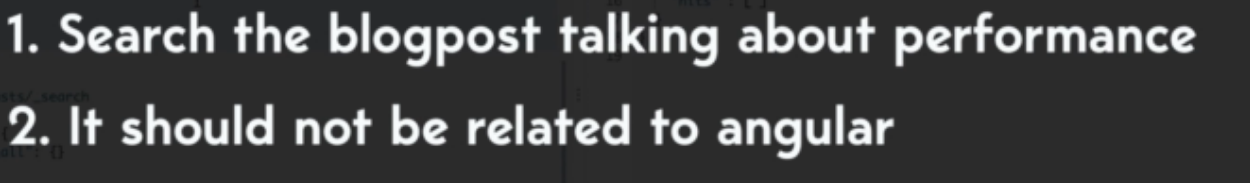 1. Search the blogpost talking about performance
2. It should not be related to angular